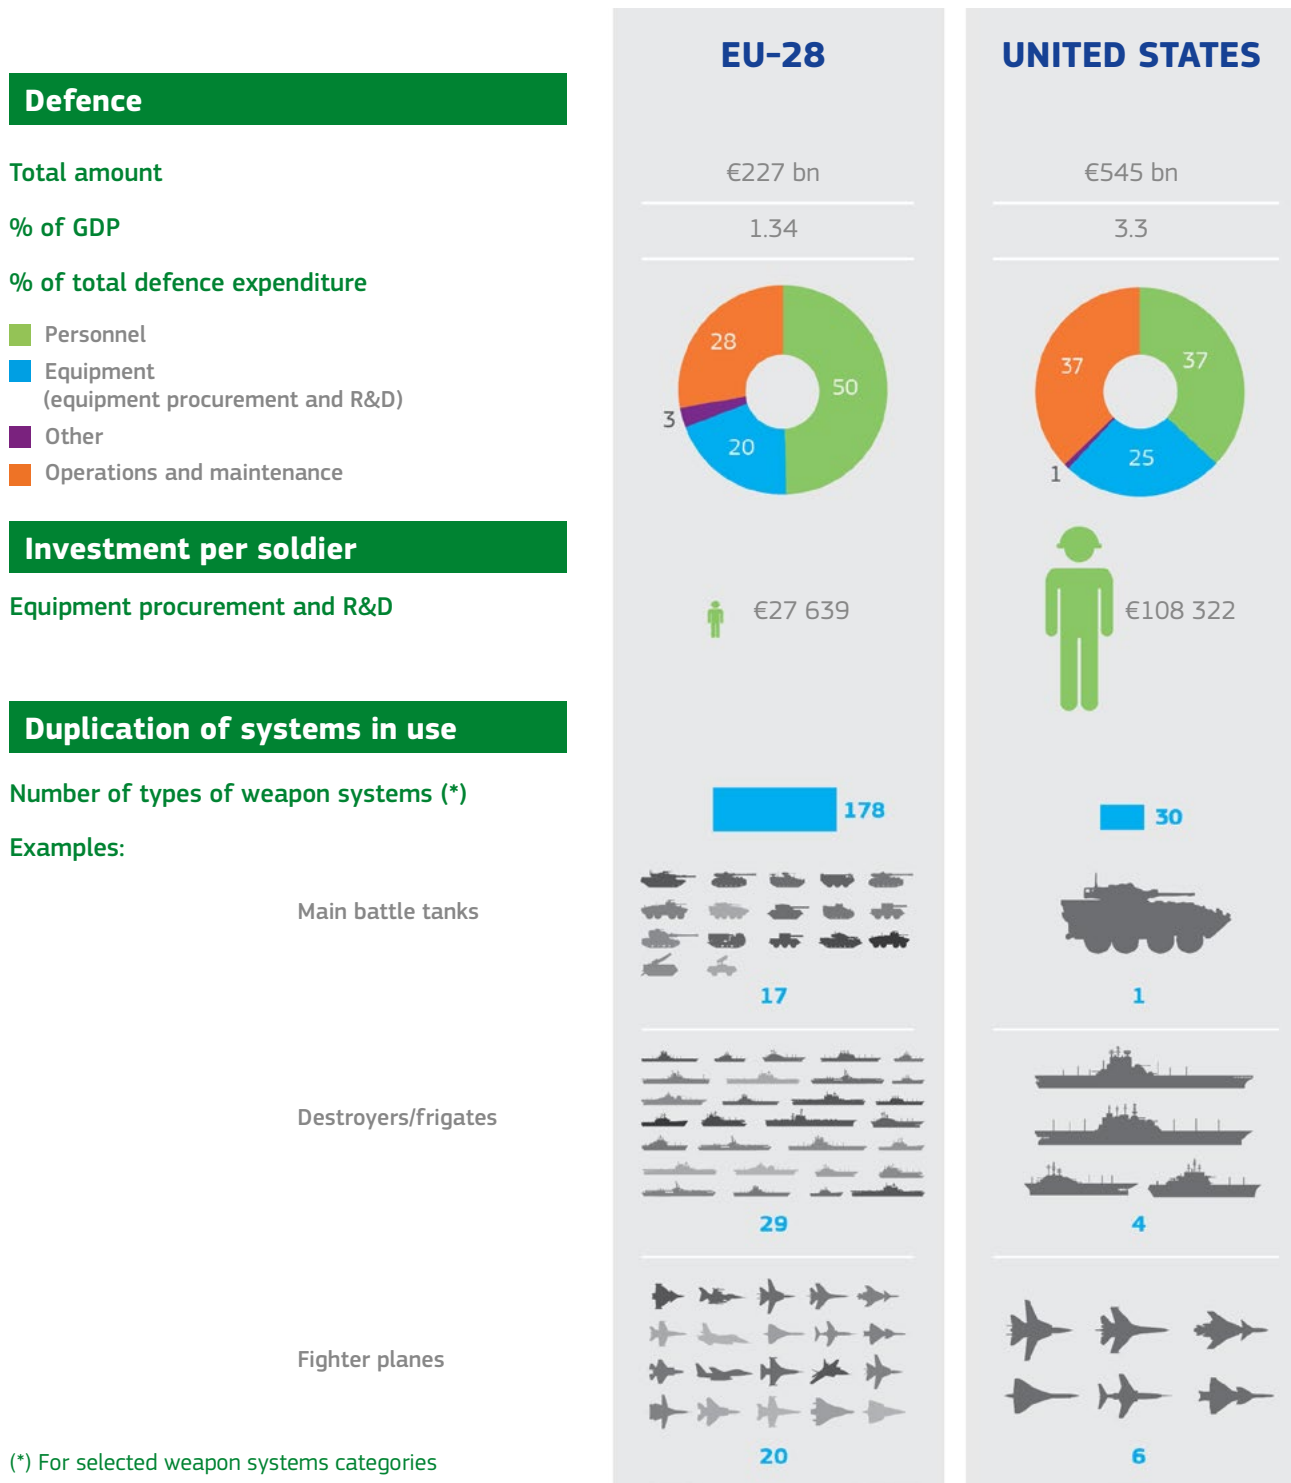 EU-28
UNITED STATES
Defence
Total amount
€227 bn
€545 bn
% of GDP
1.34
3.3
% of total defence expenditure
Personnel
Equipment
(equipment procurement and R&D)
Other
Operations and maintenance
28
50
3
20
37
37
1
25
Investment per soldier
Equipment procurement and R&D
€27 639
€108 322
Duplication of systems in use
Number of types of weapon systems (*)
178
30
Examples:
Main battle tanks
17
1
Destroyers/frigates
29
4
Fighter planes
20
6
(*) For selected weapon systems categories